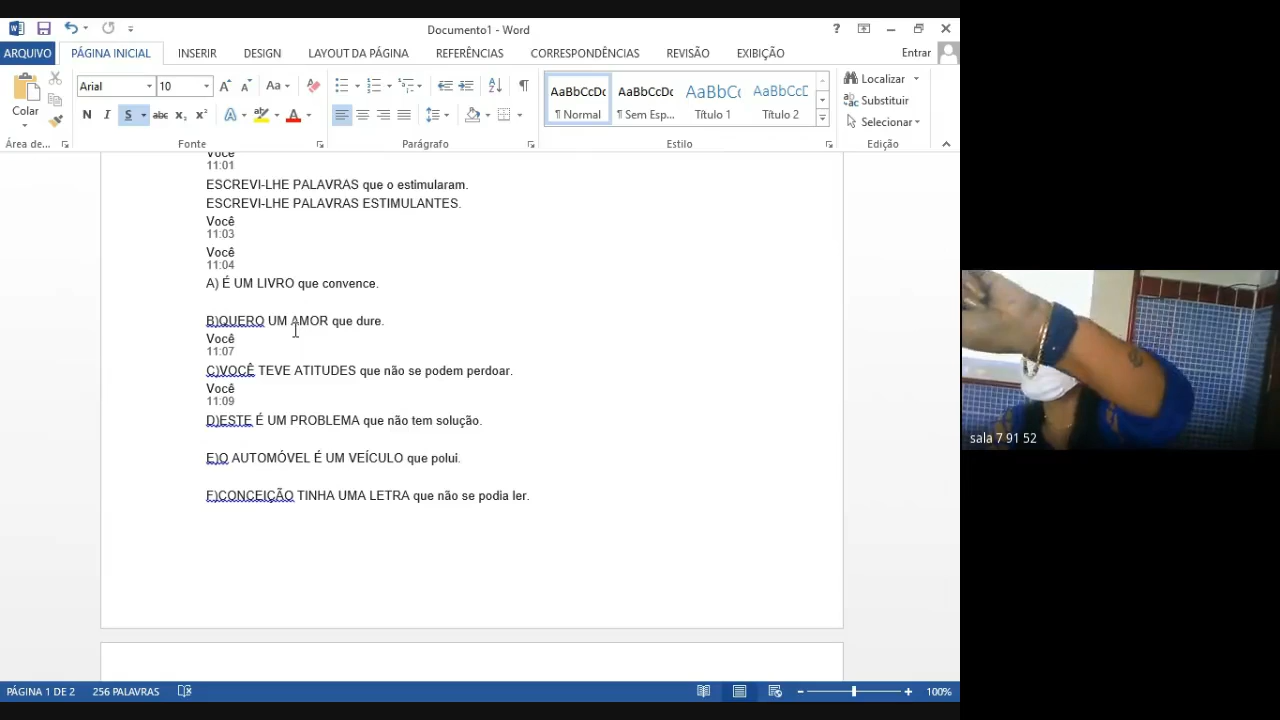 Documento1 - Word
?
ARQUIVO PÁGINA INICIAL INSERIR DESIGN LAYOUT DA PÁGINA REFERÊNCIAS CORRESPONDÊNCIAS REVISÃO EXIBIÇÃO Entrar
Colar
Área de...
Arial 10
N I S abc x₂ x²
Fonte
Parágrafo
AaBbCcDc AaBbCcDc AaBbCc AaBbCcD
¶ Normal ¶ Sem Esp... Título 1 Título 2
Estilo
Localizar
Substituir
Selecionar
Edição
Você
11:01
ESCREVI-LHE PALAVRAS que o estimularam.
ESCREVI-LHE PALAVRAS ESTIMULANTES.
Você
11:03
Você
11:04
A) É UM LIVRO que convence.
B)QUERO UM AMOR que dure.
Você
11:07
C)VOCÊ TEVE ATITUDES que não se podem perdoar.
Você
11:09
D)ESTE É UM PROBLEMA que não tem solução.
E)O AUTOMÓVEL É UM VEÍCULO que polui.
F)CONCEIÇÃO TINHA UMA LETRA que não se podia ler.
sala 7 91 52
PÁGINA 1 DE 2 256 PALAVRAS 100%